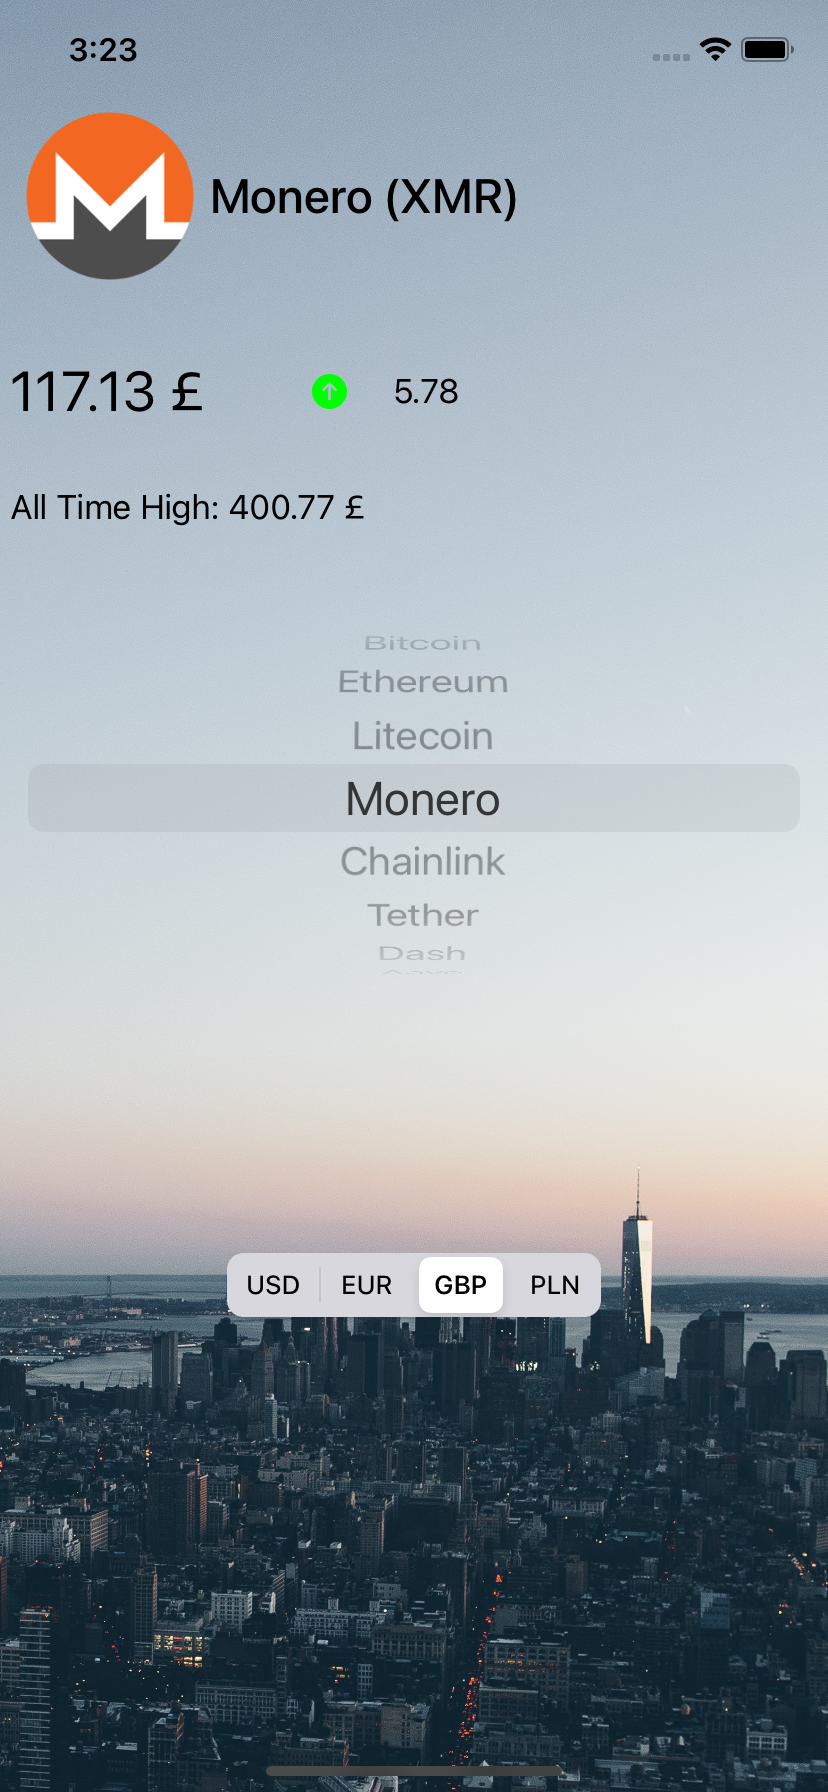 3:23
Monero (XMR)
117.13 £ 5.78
All Time High: 400.77 £
Bitcoin
Ethereum
Litecoin
Monero
Chainlink
Tether
Dash
USD EUR GBP PLN